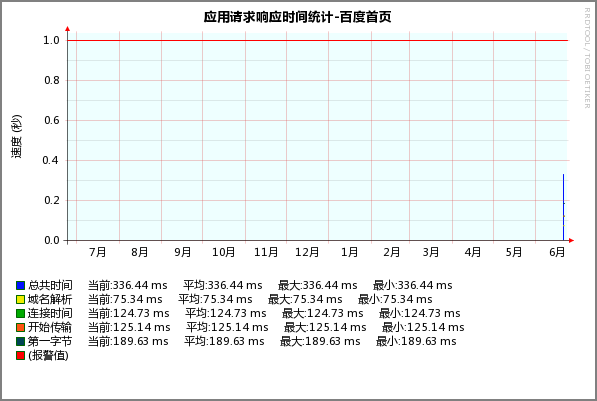 应用请求响应时间统计-百度首页
RRDTOOL / TOBI OETIKER
速度 (秒)
1.0
0.8
0.6
0.4
0.2
0.0
7月 8月 9月 10月 11月 12月 1月 2月 3月 4月 5月 6月
总共时间 当前:336.44 ms 平均:336.44 ms 最大:336.44 ms 最小:336.44 ms
域名解析 当前:75.34 ms 平均:75.34 ms 最大:75.34 ms 最小:75.34 ms
连接时间 当前:124.73 ms 平均:124.73 ms 最大:124.73 ms 最小:124.73 ms
开始传输 当前:125.14 ms 平均:125.14 ms 最大:125.14 ms 最小:125.14 ms
第一字节 当前:189.63 ms 平均:189.63 ms 最大:189.63 ms 最小:189.63 ms
(报警值)